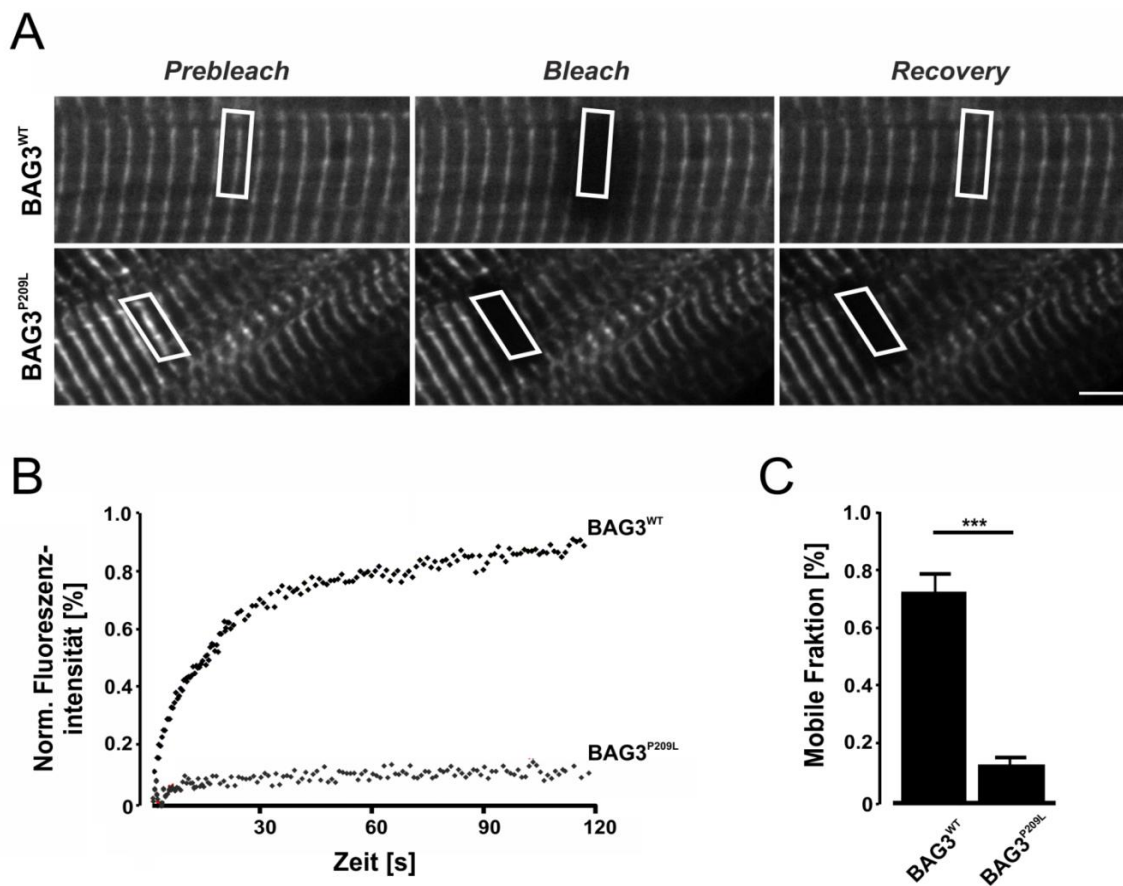 A
Prebleach Bleach Recovery
BAG3WT
BAG3P209L
B
Norm. Fluoreszenz-
intensität [%]
1.0
0.8
0.6
0.4
0.2
0
BAG3WT
BAG3P209L
30 60 90 120
Zeit [s]
C
Mobile Fraktion [%]
1.0
0.8
0.6
0.4
0.2
0
***
BAG3WT
BAG3P209L